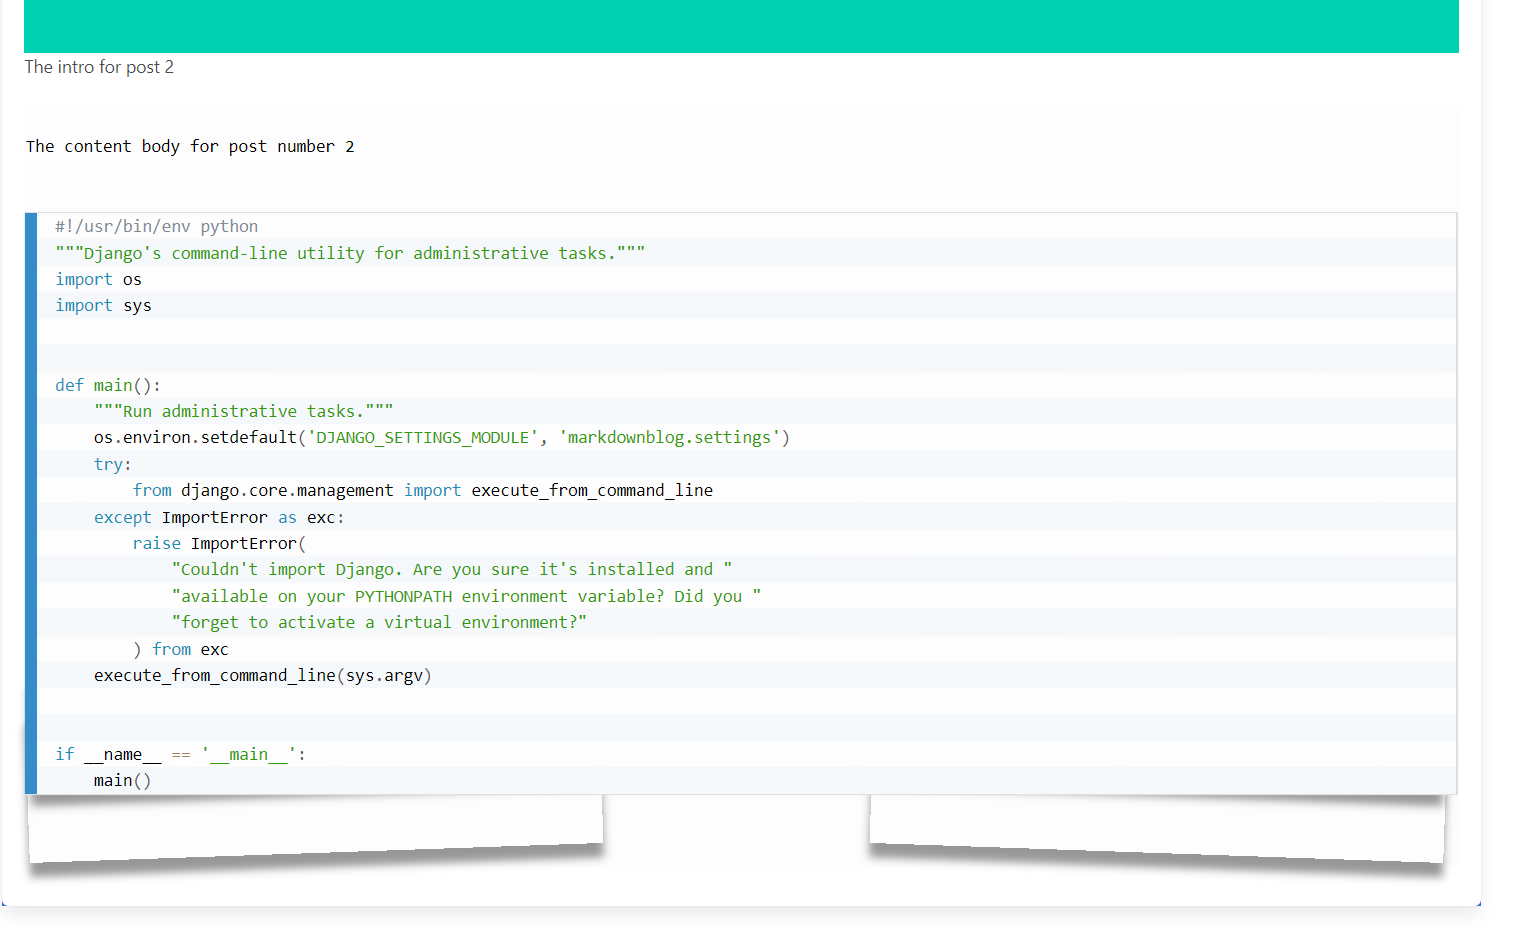 The intro for post 2
The content body for post number 2
#!/usr/bin/env python
"""Django's command-line utility for administrative tasks."""
import os
import sys
def main():
    """Run administrative tasks."""
    os.environ.setdefault('DJANGO_SETTINGS_MODULE', 'markdownblog.settings')
    try:
        from django.core.management import execute_from_command_line
    except ImportError as exc:
        raise ImportError(
            "Couldn't import Django. Are you sure it's installed and "
            "available on your PYTHONPATH environment variable? Did you "
            "forget to activate a virtual environment?"
        ) from exc
    execute_from_command_line(sys.argv)
if __name__ == '__main__':
    main()